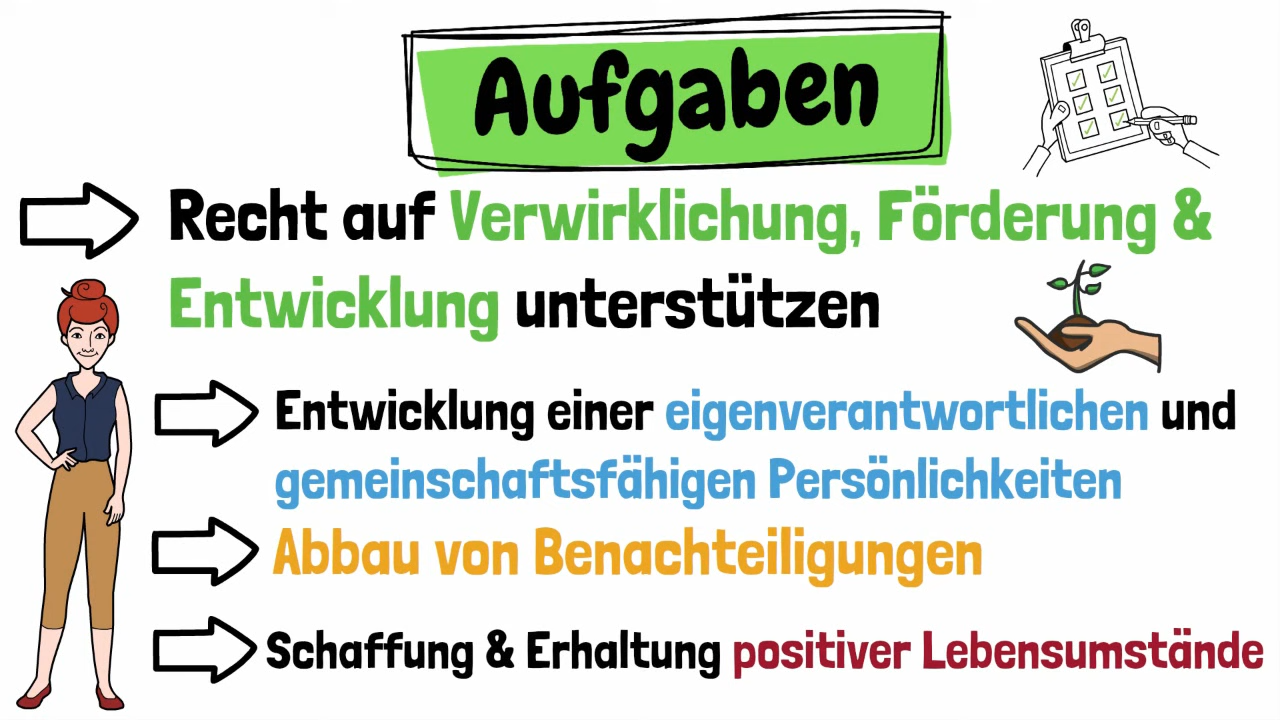 Aufgaben
Recht auf Verwirklichung, Förderung &
Entwicklung unterstützen
Entwicklung einer eigenverantwortlichen und
gemeinschaftsfähigen Persönlichkeiten
Abbau von Benachteiligungen
Schaffung & Erhaltung positiver Lebensumstände